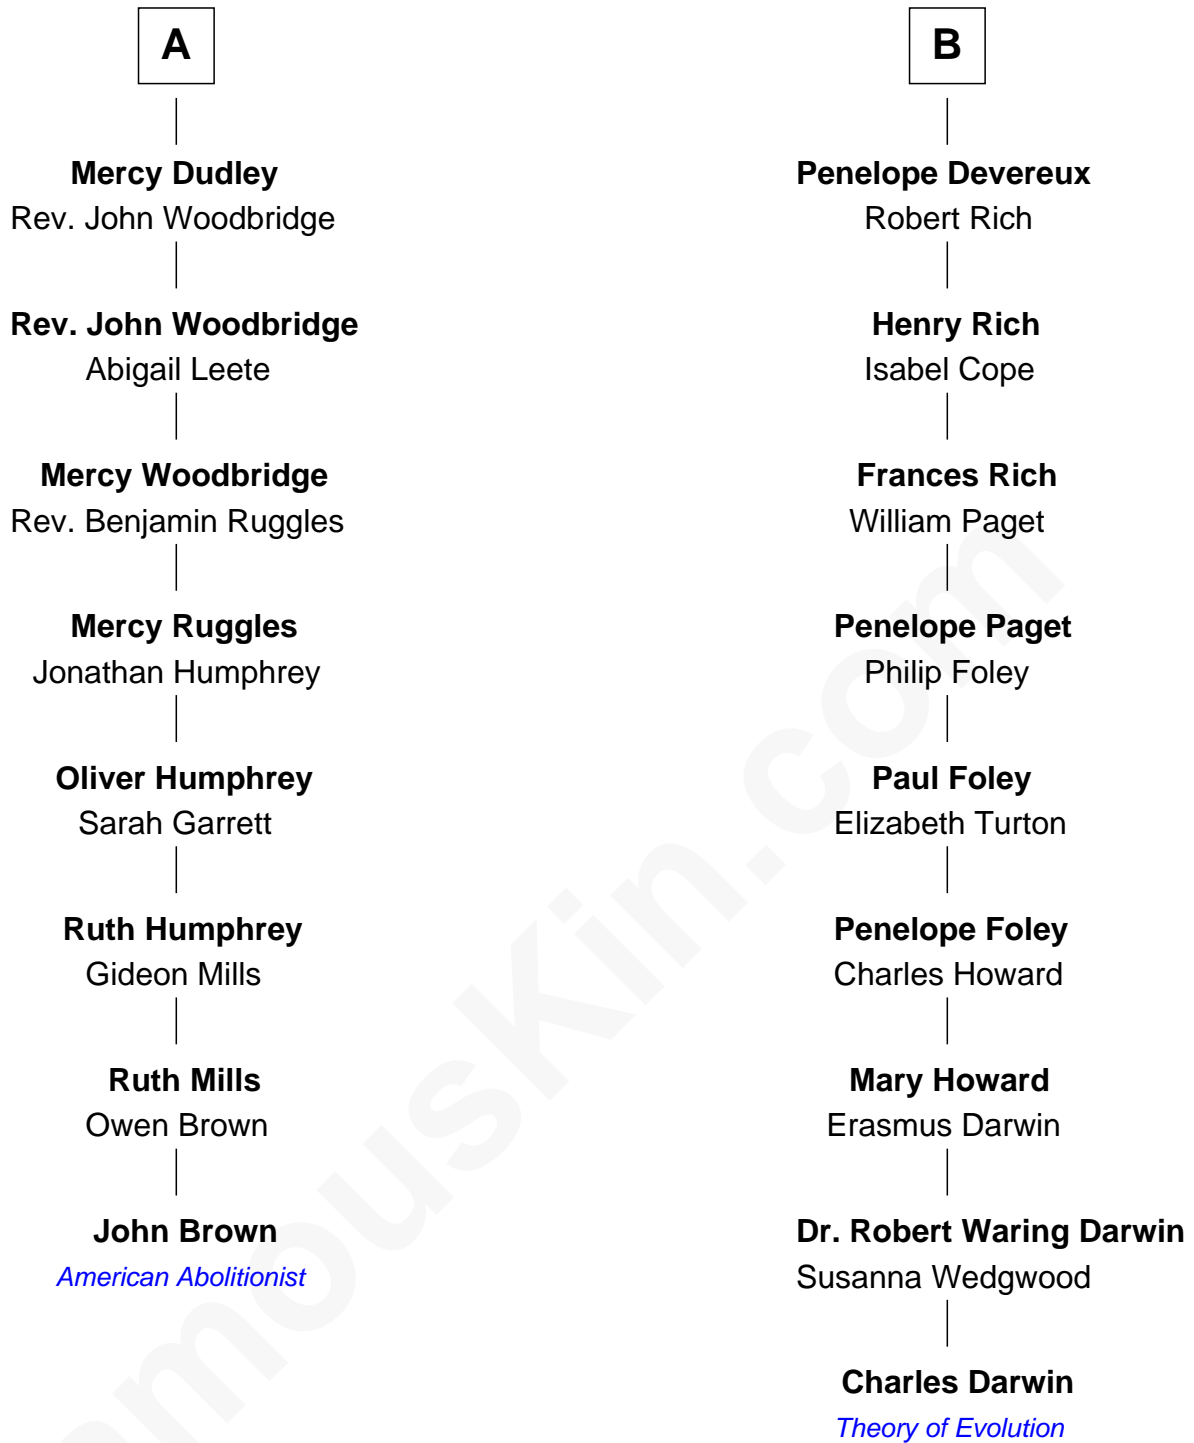 A
Mercy Dudley
Rev. John Woodbridge
Rev. John Woodbridge
Abigail Leete
Mercy Woodbridge
Rev. Benjamin Ruggles
Mercy Ruggles
Jonathan Humphrey
Oliver Humphrey
Sarah Garrett
Ruth Humphrey
Gideon Mills
Ruth Mills
Owen Brown
John Brown
American Abolitionist
B
Penelope Devereux
Robert Rich
Henry Rich
Isabel Cope
Frances Rich
William Paget
Penelope Paget
Philip Foley
Paul Foley
Elizabeth Turton
Penelope Foley
Charles Howard
Mary Howard
Erasmus Darwin
Dr. Robert Waring Darwin
Susanna Wedgwood
Charles Darwin
Theory of Evolution
amousKin.com